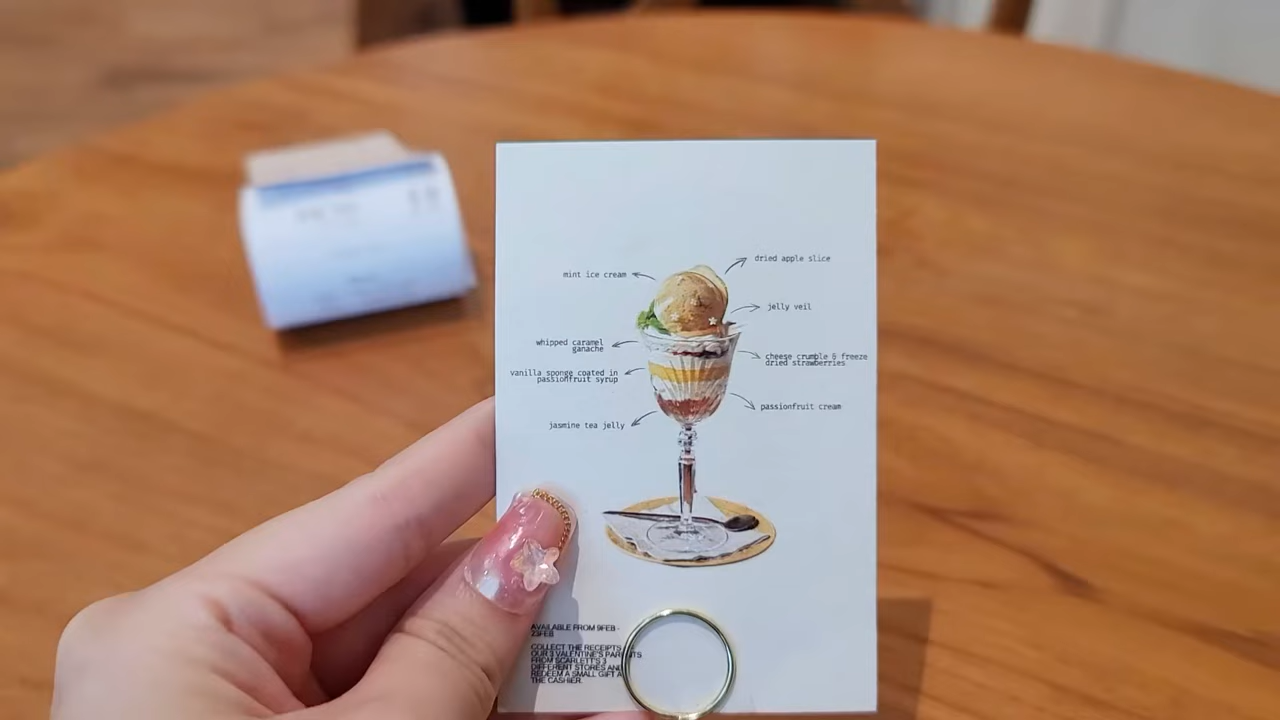 mint ice cream
dried apple slice
jelly veil
whipped caramel
ganache
cheese crumble & freeze
dried strawberries
vanilla sponge coated in
passionfruit syrup
passionfruit cream
jasmine tea jelly
AVAILABLE FROM 9FEB -
23FEB
COLLECT THE RECEIPTS
OUR 3 VALENTINE'S
FROM SCARLETT'S 3
DIFFERENT STORES AND
REDEEM A SMALL GIFT
THE CASHIER.